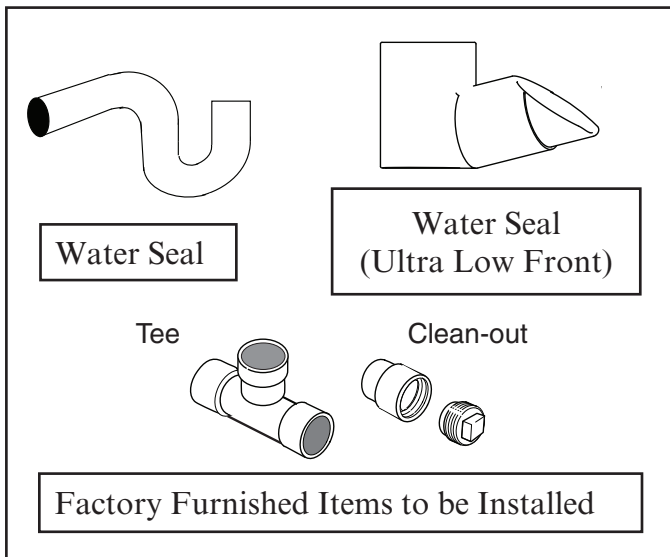 Water Seal
Water Seal
(Ultra Low Front)
Tee
Clean-out
Factory Furnished Items to be Installed